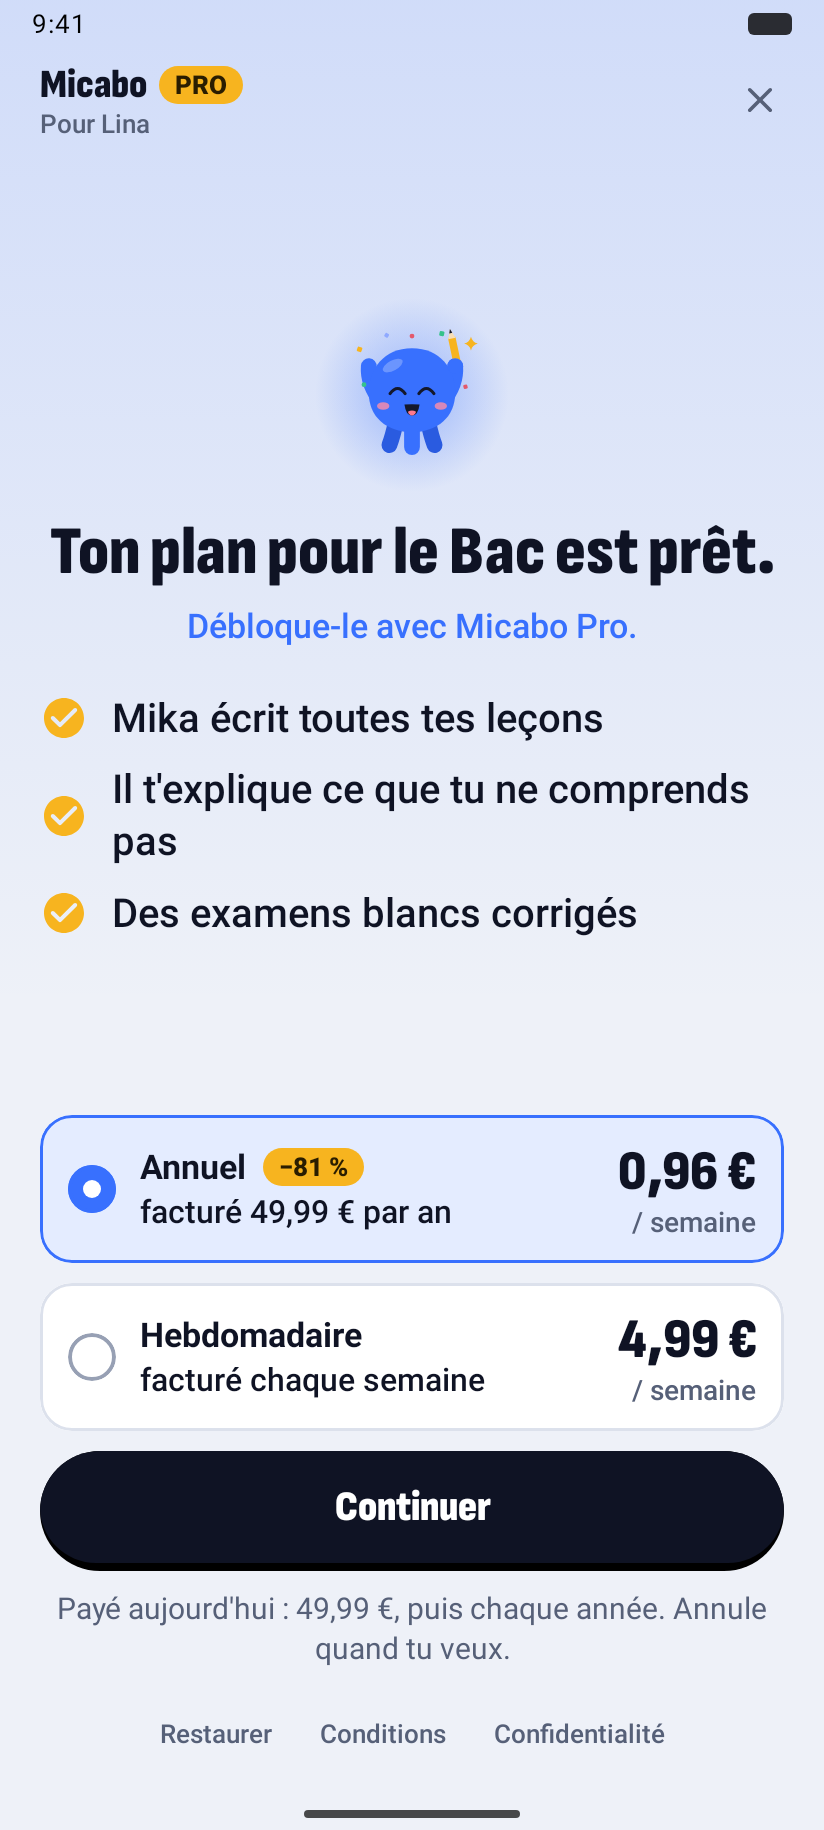 9:41
Micabo PRO
Pour Lina
Ton plan pour le Bac est prêt.
Débloque-le avec Micabo Pro.
Mika écrit toutes tes leçons
Il t'explique ce que tu ne comprends
pas
Des examens blancs corrigés
Annuel −81 % 0,96 €
facturé 49,99 € par an / semaine
Hebdomadaire 4,99 €
facturé chaque semaine / semaine
Continuer
Payé aujourd'hui : 49,99 €, puis chaque année. Annule
quand tu veux.
Restaurer Conditions Confidentialité